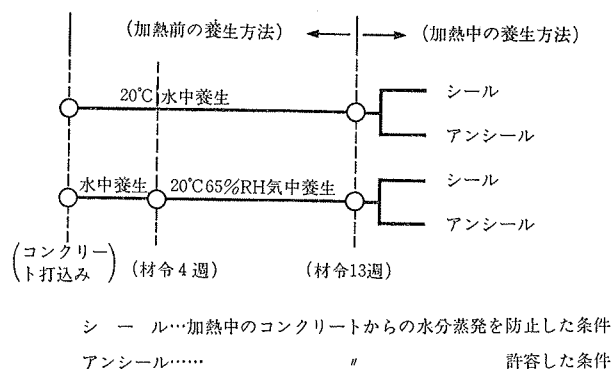 (加熱前の養生方法) (加熱中の養生方法)
シール
20℃ 水中養生
アンシール
シール
水中養生 20℃65%RH気中養生
アンシール
(コンクリー
ト打込み) (材令4週) (材令13週)
シール…加熱中のコンクリートからの水分蒸発を防止した条件
アンシール…… 〃 許容した条件